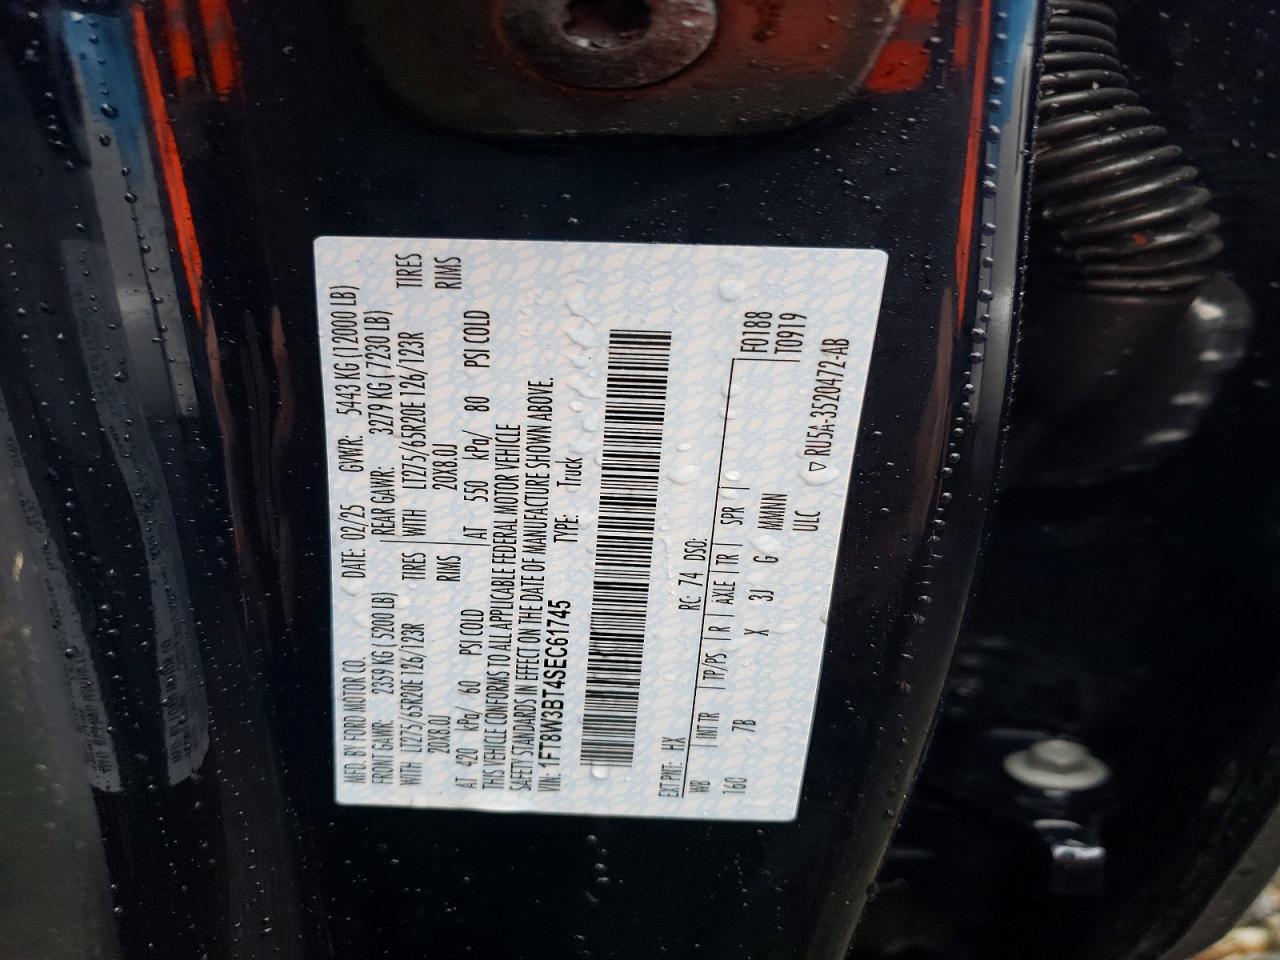 MFD. BY FORD MOTOR CO.
DATE: 02/25 GVWR: 5443 KG (12000 LB)
FRONT GAWR: 2359 KG (5200 LB)
REAR GAWR: 3279 KG (7230 LB)
WITH LT275/65R20E 126/123R TIRES
WITH LT275/65R20E 126/123R TIRES
20X8.0J RIMS
20X8.0J RIMS
AT 420 kPa/ 60 PSI COLD
AT 550 kPa/ 80 PSI COLD
THIS VEHICLE CONFORMS TO ALL APPLICABLE FEDERAL MOTOR VEHICLE
SAFETY STANDARDS IN EFFECT ON THE DATE OF MANUFACTURE SHOWN ABOVE.
VIN: 1FT8W3BT4SEC61745 TYPE: Truck
EXT PNT: HX RC: 74 DSO:
WB INT TR TP/PS R AXLE TR SPR F0188
160 7B X 3J G MMNN T0919
ULC ▽ RU5A-3520472-AB